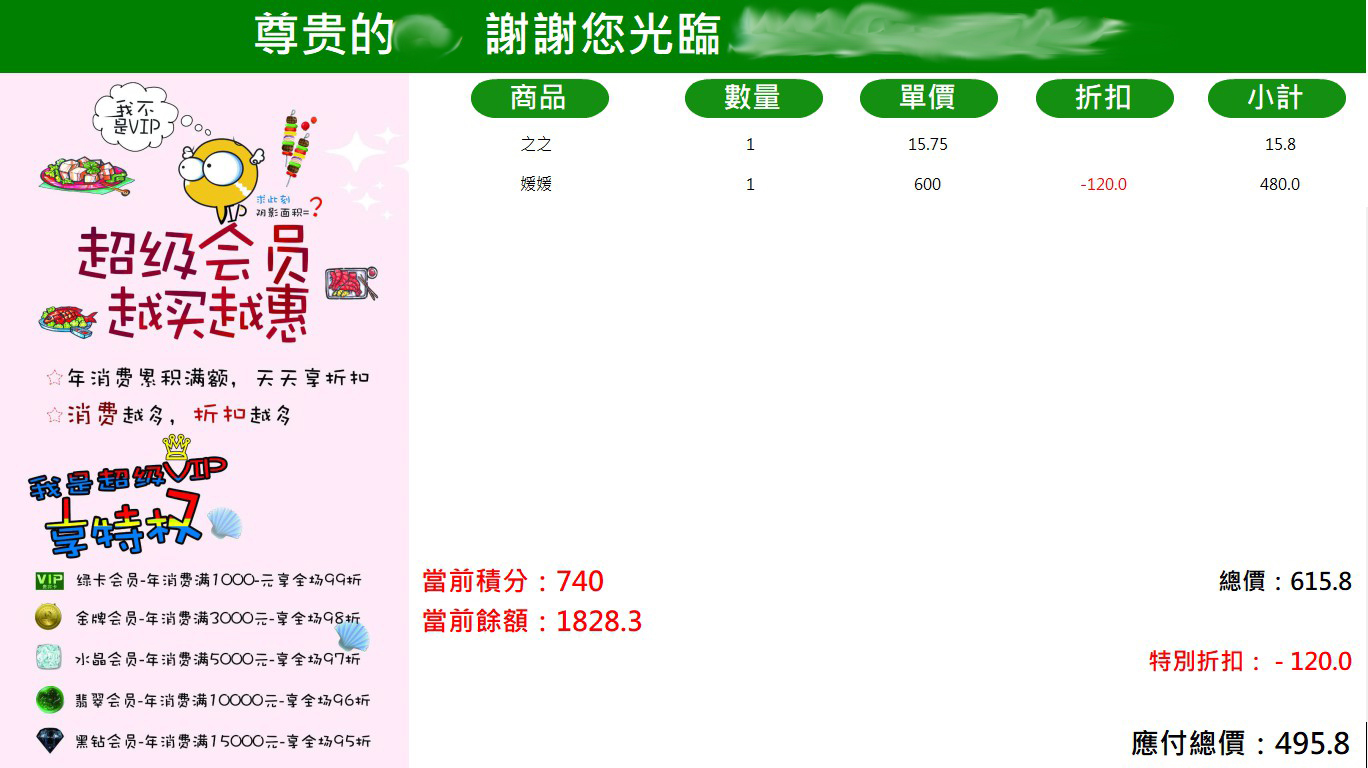 尊贵的 謝謝您光臨
我不
是VIP
求此刻
阴影面积=?
VIP
超级会员
越买越惠
☆年消费累积满额，天天享折扣
☆消费越多，折扣越多
我是超级VIP
享特权
VIP 绿卡会员-年消费满1000-元享全场99折
金牌会员-年消费满3000元-享全场98折
水晶会员-年消费满5000元-享全场97折
翡翠会员-年消费满10000元-享全场96折
黑钻会员-年消费满15000元-享全场95折
商品 數量 單價 折扣 小計
之之 1 15.75 15.8
媛媛 1 600 -120.0 480.0
當前積分：740
當前餘額：1828.3
總價：615.8
特別折扣： - 120.0
應付總價：495.8